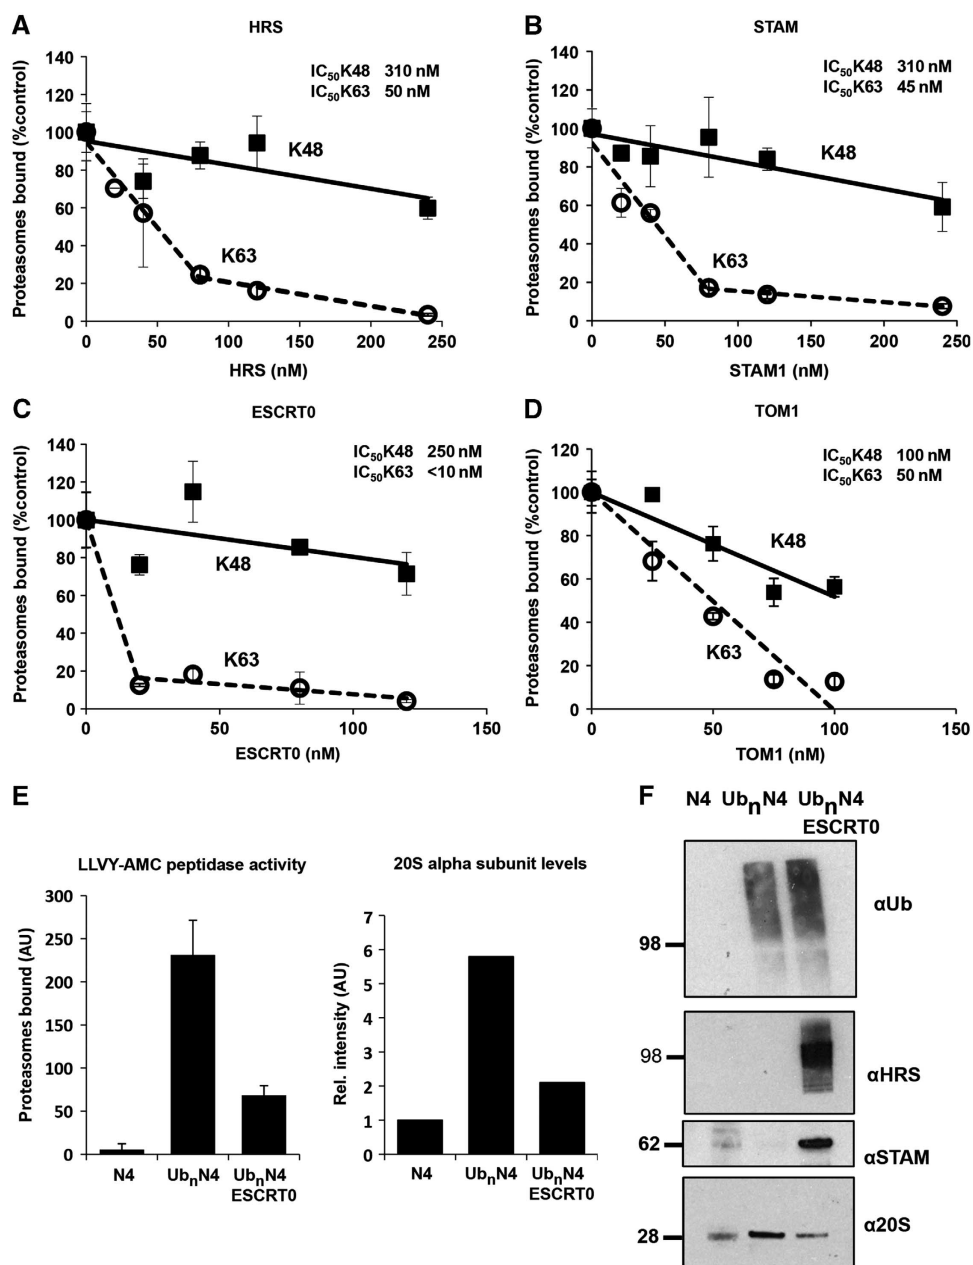 A
HRS
IC50K48 310 nM
IC50K63 50 nM
Proteasomes bound (%control)
140
120
100
80
60
40
20
0
K48
K63
0 50 100 150 200 250
HRS (nM)
B
STAM
IC50K48 310 nM
IC50K63 45 nM
Proteasomes bound (%control)
140
120
100
80
60
40
20
0
K48
K63
0 50 100 150 200 250
STAM1 (nM)
C
ESCRT0
IC50K48 250 nM
IC50K63 <10 nM
Proteasomes bound (%control)
140
120
100
80
60
40
20
0
K48
K63
0 50 100 150
ESCRT0 (nM)
D
TOM1
IC50K48 100 nM
IC50K63 50 nM
Proteasomes bound (%control)
120
100
80
60
40
20
0
K48
K63
0 50 100 150
TOM1 (nM)
E
LLVY-AMC peptidase activity
Proteasomes bound (AU)
300
250
200
150
100
50
0
N4 UbnN4 UbnN4
ESCRT0
20S alpha subunit levels
Rel. intensity (AU)
7
6
5
4
3
2
1
0
N4 UbnN4 UbnN4
ESCRT0
F
N4 UbnN4 UbnN4
ESCRT0
98
αUb
98
αHRS
62
αSTAM
28
α20S